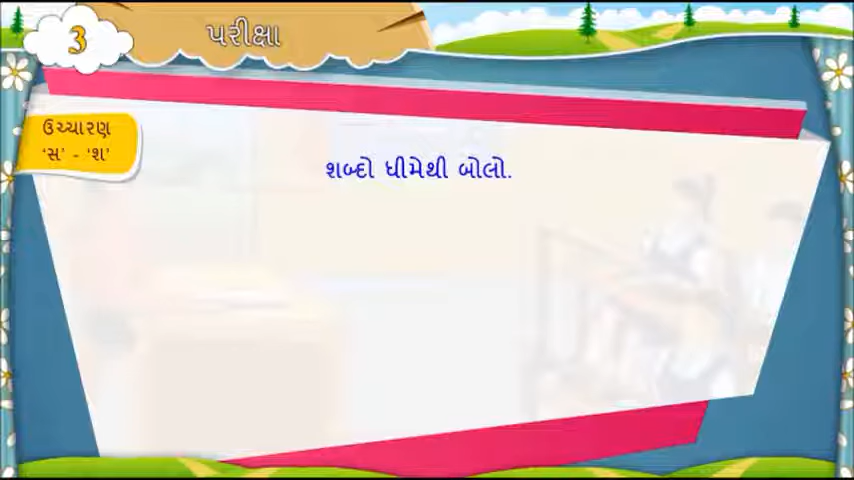 3
પરીક્ષા
ઉચ્ચારણ
‘સ’ - ‘શ’
શબ્દો ધીમેથી બોલો.